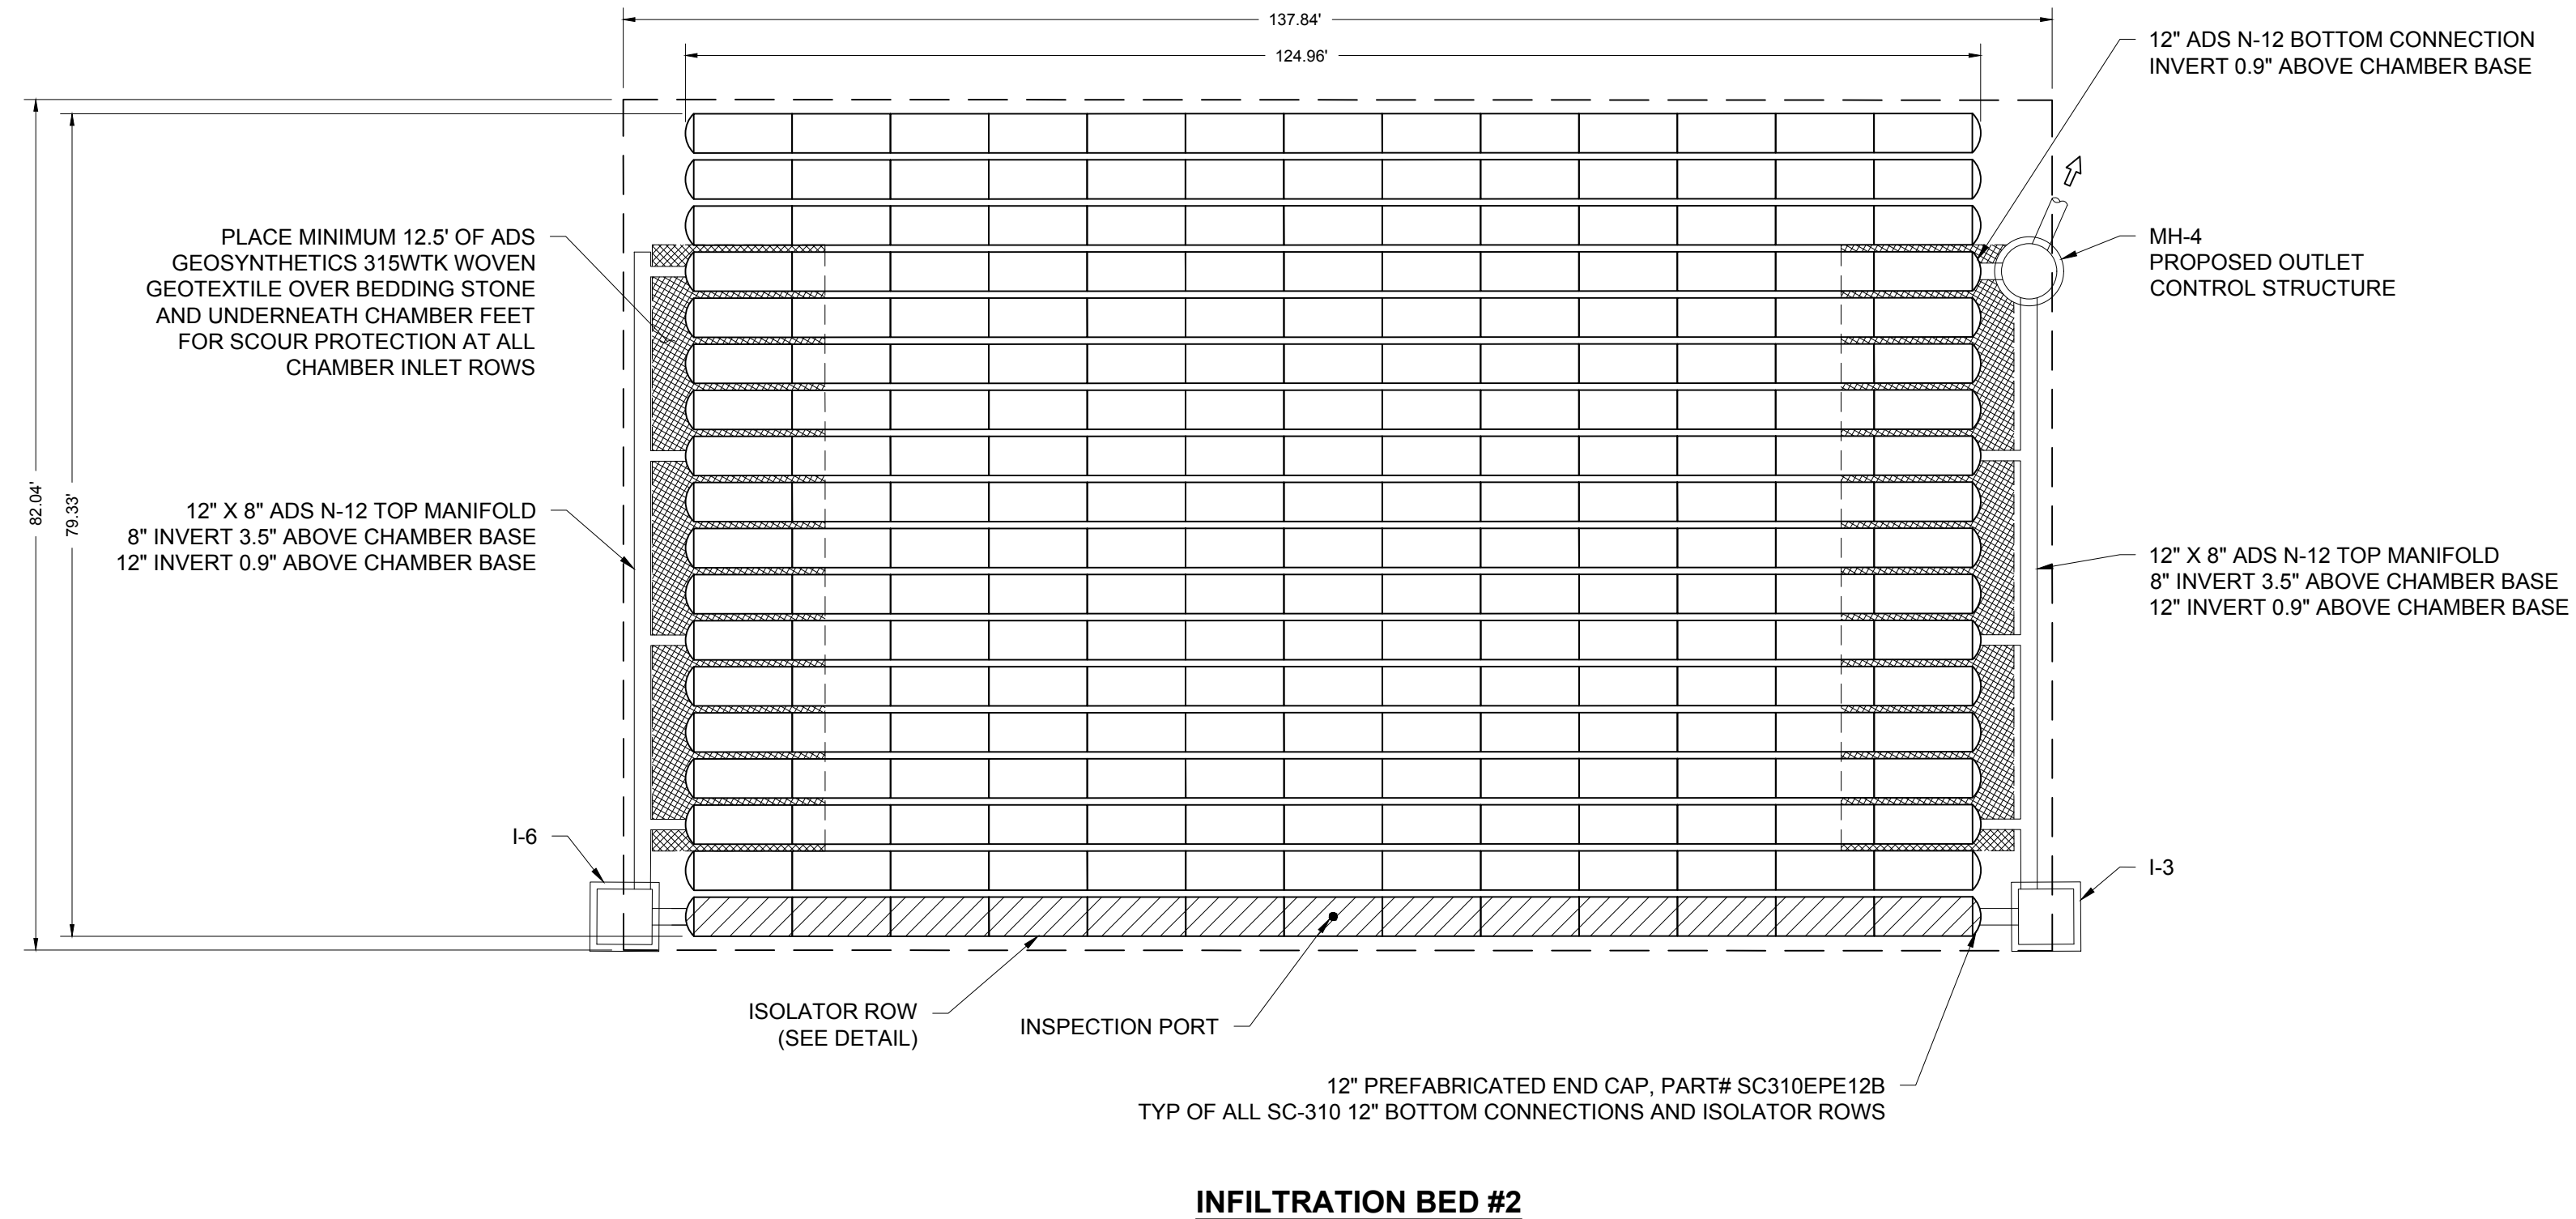 137.84'
124.96'
12" ADS N-12 BOTTOM CONNECTION
INVERT 0.9" ABOVE CHAMBER BASE
PLACE MINIMUM 12.5' OF ADS
GEOSYNTHETICS 315WTK WOVEN
GEOTEXTILE OVER BEDDING STONE
AND UNDERNEATH CHAMBER FEET
FOR SCOUR PROTECTION AT ALL
CHAMBER INLET ROWS
MH-4
PROPOSED OUTLET
CONTROL STRUCTURE
82.04'
79.33'
12" X 8" ADS N-12 TOP MANIFOLD
8" INVERT 3.5" ABOVE CHAMBER BASE
12" INVERT 0.9" ABOVE CHAMBER BASE
12" X 8" ADS N-12 TOP MANIFOLD
8" INVERT 3.5" ABOVE CHAMBER BASE
12" INVERT 0.9" ABOVE CHAMBER BASE
I-6
I-3
ISOLATOR ROW
(SEE DETAIL)
INSPECTION PORT
12" PREFABRICATED END CAP, PART# SC310EPE12B
TYP OF ALL SC-310 12" BOTTOM CONNECTIONS AND ISOLATOR ROWS
INFILTRATION BED #2